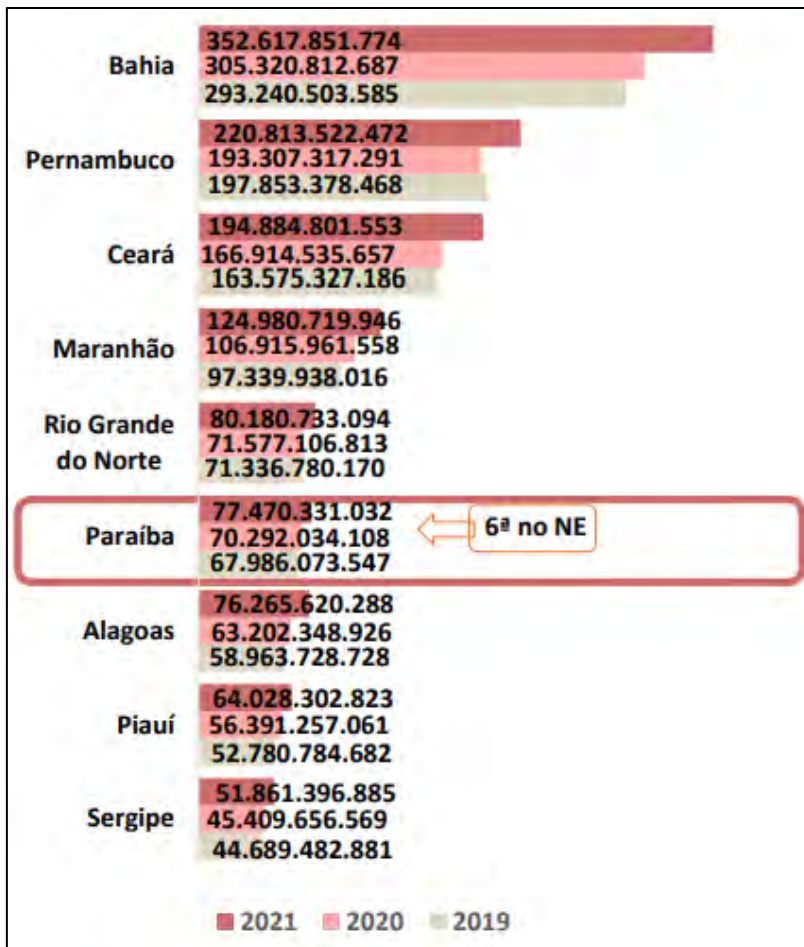 352.617.851.774
Bahia
305.320.812.687
293.240.503.585
220.813.522.472
Pernambuco
193.307.317.291
197.853.378.468
194.884.801.553
Ceará
166.914.535.657
163.575.327.186
124.980.719.946
Maranhão
106.915.961.558
97.339.938.016
Rio Grande
do Norte
80.180.733.094
71.577.106.813
71.336.780.170
77.470.331.032
Paraíba
70.292.034.108
67.986.073.547
6ª no NE
76.265.620.288
Alagoas
63.202.348.926
58.963.728.728
64.028.302.823
Piauí
56.391.257.061
52.780.784.682
51.861.396.885
Sergipe
45.409.656.569
44.689.482.881
2021 2020 2019